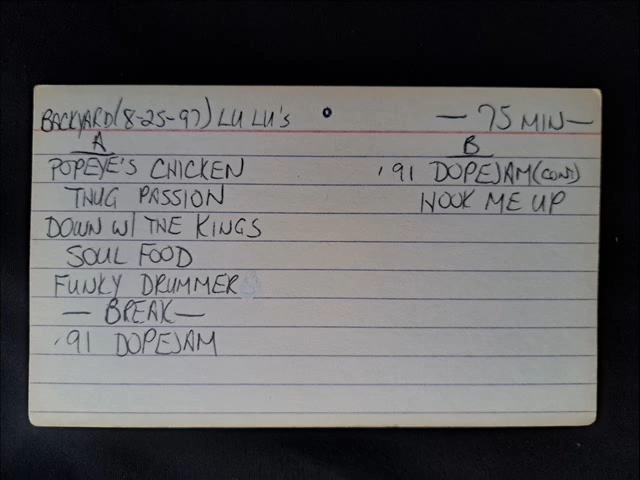 BACKYARD (8-25-97) LU LU's — 75 MIN —
A B
POPEYE'S CHICKEN '91 DOPEJAM (CONT)
THUG PASSION HOOK ME UP
DOWN W/ THE KINGS
SOUL FOOD
FUNKY DRUMMER
— BREAK —
'91 DOPEJAM